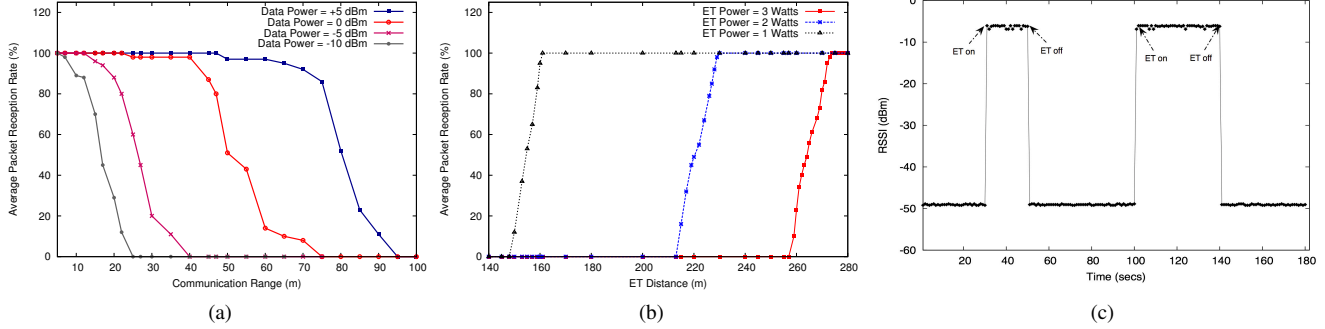 Average Packet Reception Rate (%)
120
100
80
60
40
20
0
Data Power = +5 dBm
Data Power = 0 dBm
Data Power = -5 dBm
Data Power = -10 dBm
10 20 30 40 50 60 70 80 90 100
Communication Range (m)
(a)
Average Packet Reception Rate (%)
120
100
80
60
40
20
0
ET Power = 3 Watts
ET Power = 2 Watts
ET Power = 1 Watts
140 160 180 200 220 240 260 280
ET Distance (m)
(b)
RSSI (dBm)
0
−10
−20
−30
−40
−50
−60
ET on
ET off
ET on
ET off
20 40 60 80 100 120 140 160 180
Time (secs)
(c)